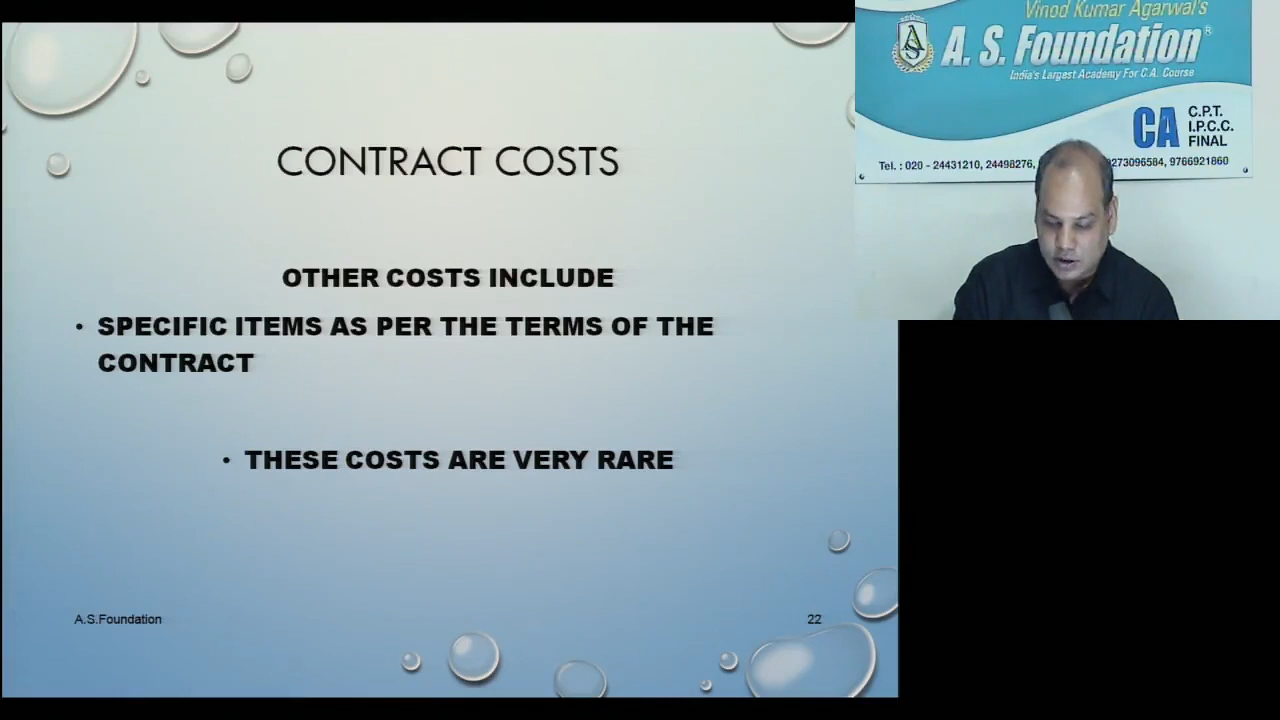 Vinod Kumar Agarwal's
A. S. Foundation®
India's Largest Academy For C.A. Course
CA
C.P.T.
I.P.C.C.
FINAL
Tel. : 020 - 24431210, 24498276, 9273096584, 9766921860
CONTRACT COSTS
OTHER COSTS INCLUDE
• SPECIFIC ITEMS AS PER THE TERMS OF THE
CONTRACT
• THESE COSTS ARE VERY RARE
A.S.Foundation
22